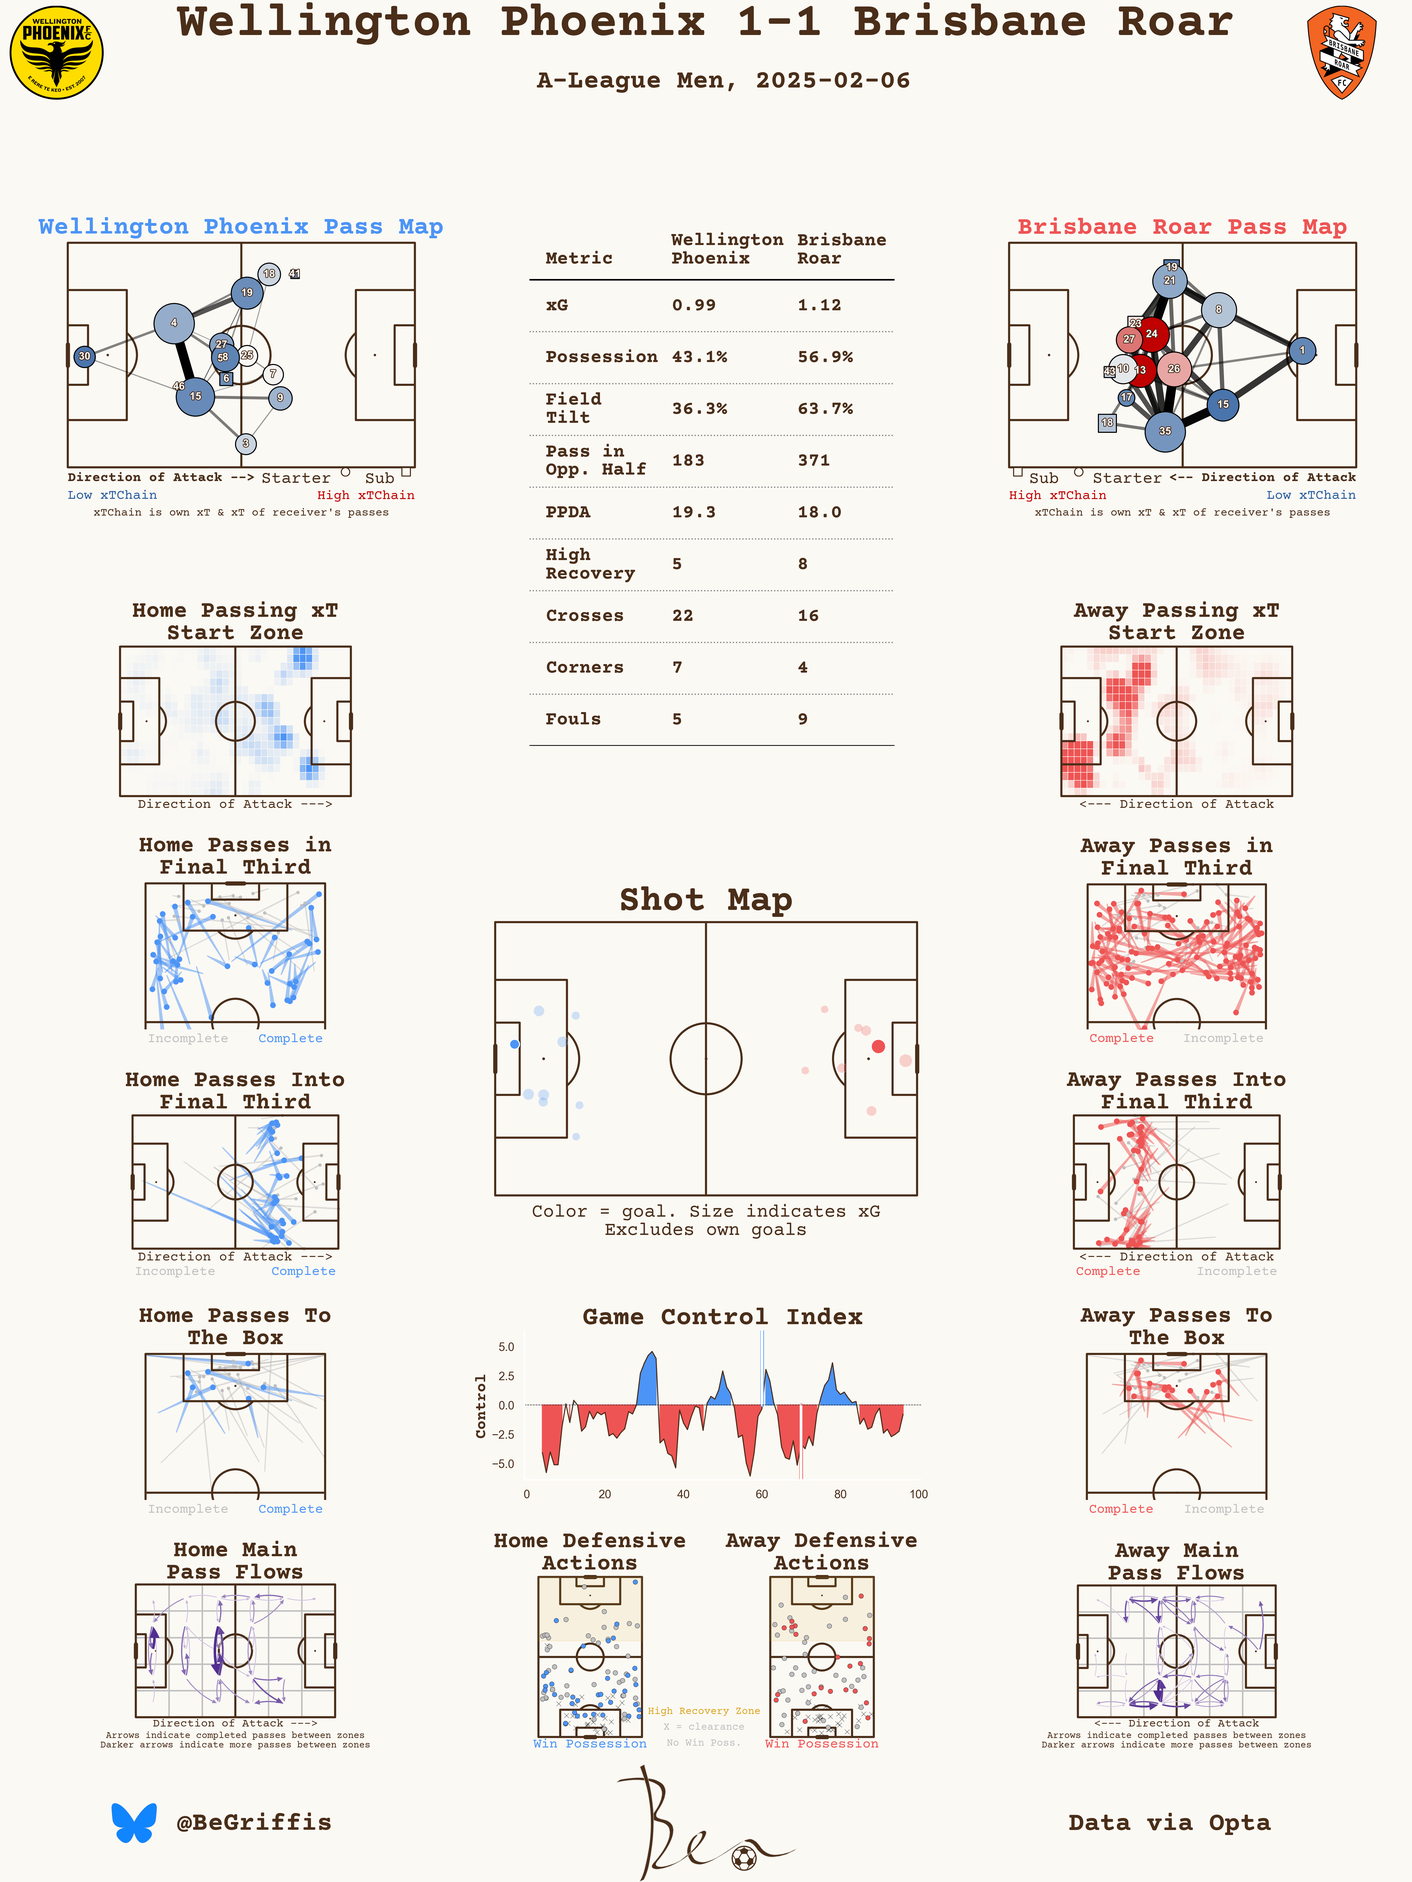 Wellington Phoenix 1-1 Brisbane Roar
A-League Men, 2025-02-06
WELLINGTON
PHOENIX FC
E RERE TE KEO • EST. 2007
BRISBANE
ROAR
FC
Wellington Phoenix Pass Map
18
41
19
4
27
58
25
30
6
7
46
15
9
3
Direction of Attack --> Starter Sub
Low xTChain High xTChain
xTChain is own xT & xT of receiver's passes
Metric Wellington Phoenix Brisbane Roar
xG 0.99 1.12
Possession 43.1% 56.9%
Field Tilt 36.3% 63.7%
Pass in Opp. Half 183 371
PPDA 19.3 18.0
High Recovery 5 8
Crosses 22 16
Corners 7 4
Fouls 5 9
Brisbane Roar Pass Map
19
21
8
23
24
27
1
10
13
26
17
15
18
35
Sub Starter <-- Direction of Attack
High xTChain Low xTChain
xTChain is own xT & xT of receiver's passes
Home Passing xT
Start Zone
Direction of Attack --->
Away Passing xT
Start Zone
<--- Direction of Attack
Home Passes in
Final Third
Incomplete Complete
Away Passes in
Final Third
Complete Incomplete
Shot Map
Color = goal. Size indicates xG
Excludes own goals
Home Passes Into
Final Third
Direction of Attack --->
Incomplete Complete
Away Passes Into
Final Third
<--- Direction of Attack
Complete Incomplete
Home Passes To
The Box
Incomplete Complete
Game Control Index
Control
5.0
2.5
0.0
−2.5
−5.0
0 20 40 60 80 100
Away Passes To
The Box
Complete Incomplete
Home Main
Pass Flows
Direction of Attack --->
Arrows indicate completed passes between zones
Darker arrows indicate more passes between zones
Home Defensive
Actions
Win Possession
Away Defensive
Actions
Win Possession
High Recovery Zone
X = clearance
No Win Poss.
Away Main
Pass Flows
<--- Direction of Attack
Arrows indicate completed passes between zones
Darker arrows indicate more passes between zones
@BeGriffis
Ben
Data via Opta